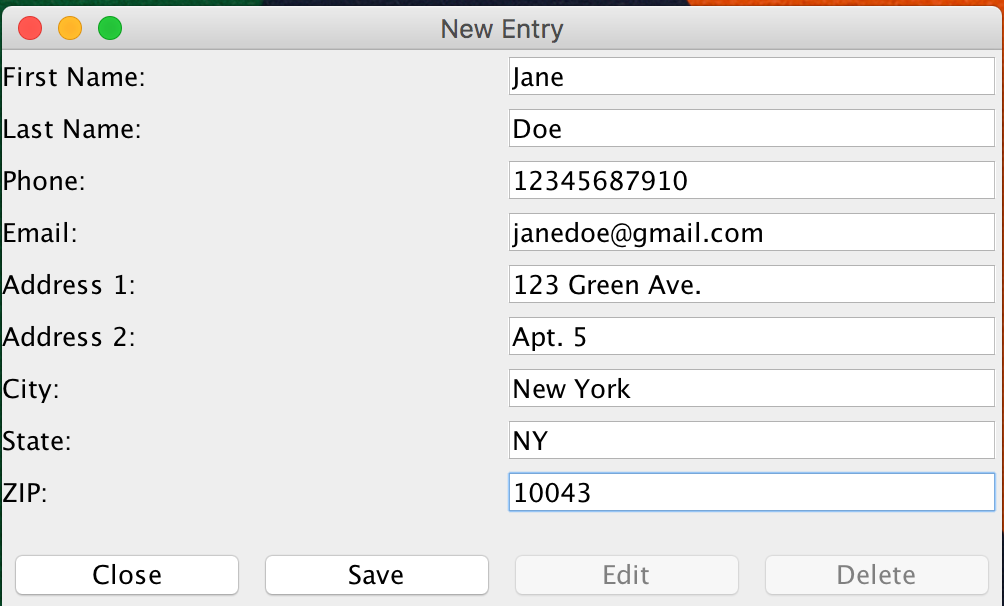 New Entry
First Name: Jane
Last Name: Doe
Phone: 12345687910
Email: janedoe@gmail.com
Address 1: 123 Green Ave.
Address 2: Apt. 5
City: New York
State: NY
ZIP: 10043
Close Save Edit Delete